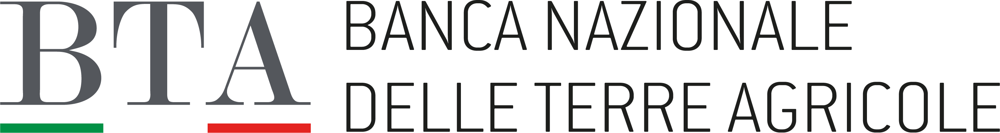 BTA
BANCA NAZIONALE
DELLE TERRE AGRICOLE